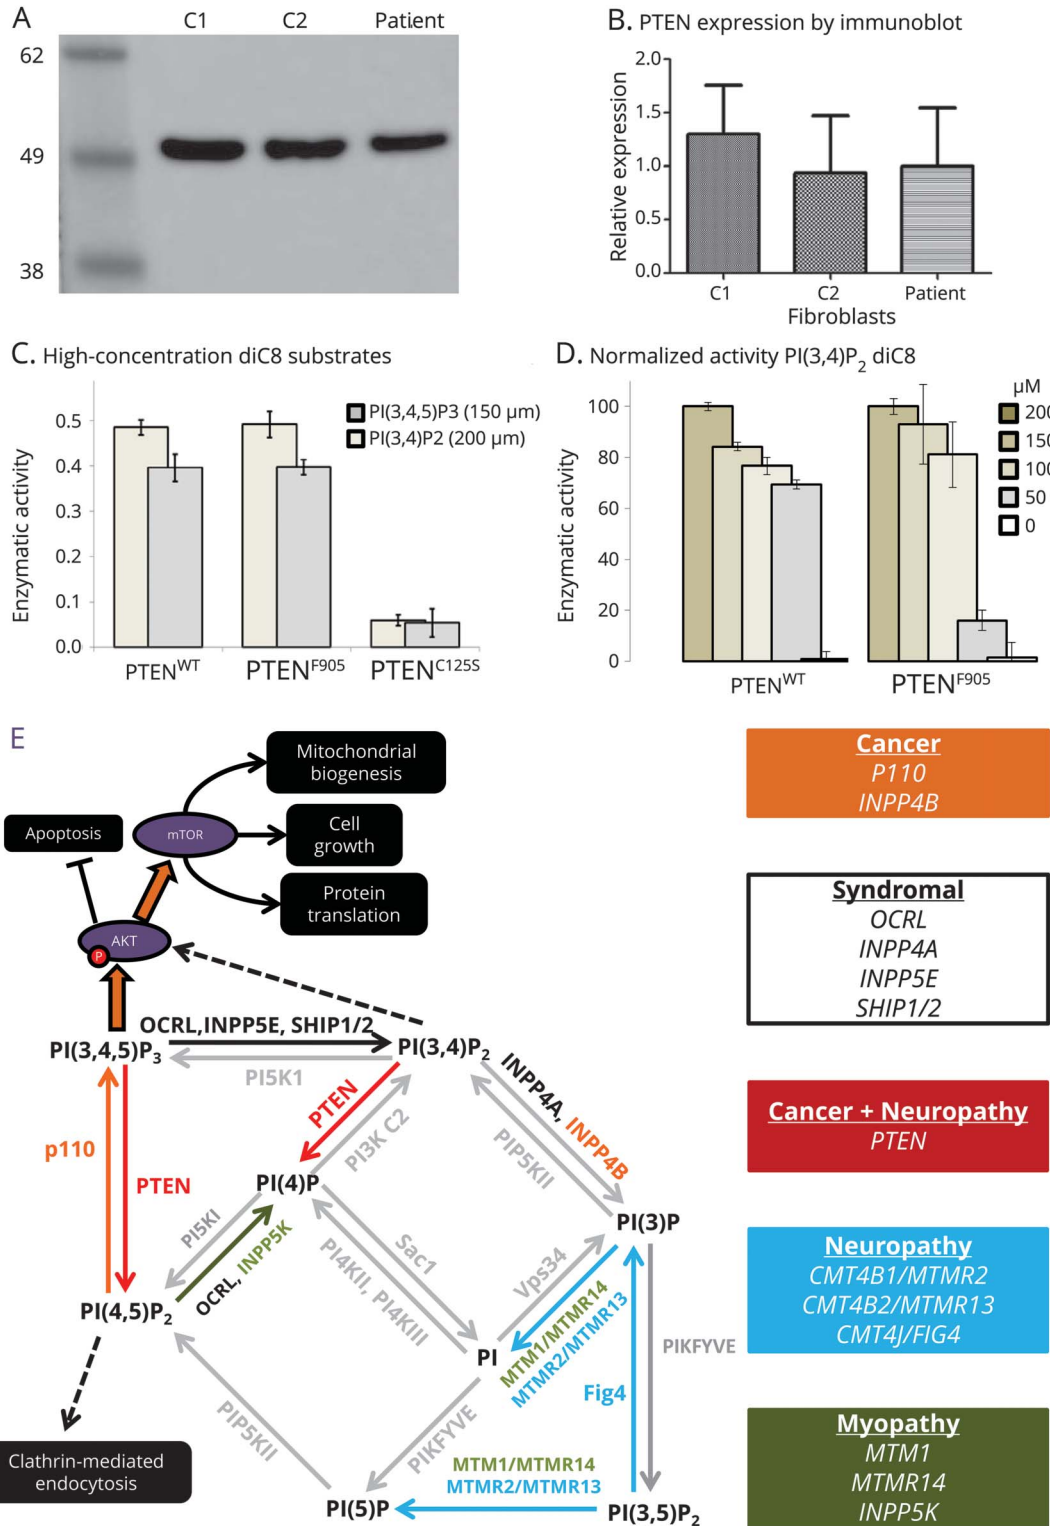 A
C1 C2 Patient
62
49
38
B. PTEN expression by immunoblot
Relative expression
2.0
1.5
1.0
0.5
0.0
C1 C2 Patient
Fibroblasts
C. High-concentration diC8 substrates
Enzymatic activity
0.5
0.4
0.3
0.2
0.1
0.0
PI(3,4,5)P3 (150 µm)
PI(3,4)P2 (200 µm)
PTEN^WT PTEN^F905 PTEN^C125S
D. Normalized activity PI(3,4)P₂ diC8
Enzymatic activity
100
80
60
40
20
0
µM
200
150
100
50
0
PTEN^WT PTEN^F905
E
Mitochondrial
biogenesis
Apoptosis
mTOR
Cell
growth
Protein
translation
AKT
P
OCRL,INPP5E, SHIP1/2
PI(3,4,5)P₃
PI(3,4)P₂
PI5K1
PTEN
PI3K C2
INPP4A, INPP4B
PIP5KII
p110
PTEN
PI(4)P
PI(3)P
PI5KI
OCRL, INPP5K
Sac1
PI4KII, PI4KIII
Vps34
PI(4,5)P₂
PI
MTM1/MTMR14
MTMR2/MTMR13
PIKFYVE
Fig4
PIP5KII
PIKFYVE
Clathrin-mediated
endocytosis
MTM1/MTMR14
MTMR2/MTMR13
PI(5)P
PI(3,5)P₂
Cancer
P110
INPP4B
Syndromal
OCRL
INPP4A
INPP5E
SHIP1/2
Cancer + Neuropathy
PTEN
Neuropathy
CMT4B1/MTMR2
CMT4B2/MTMR13
CMT4J/FIG4
Myopathy
MTM1
MTMR14
INPP5K